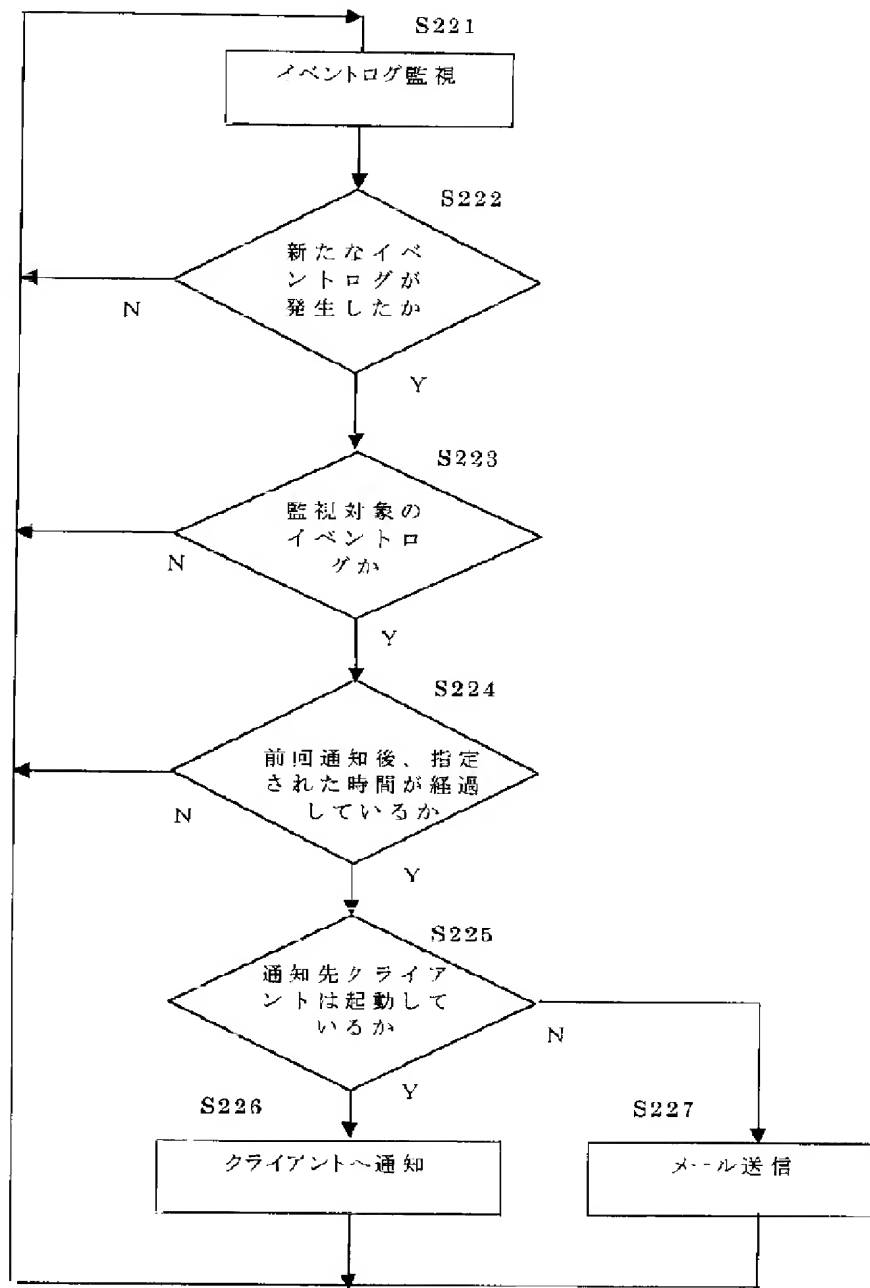 S221
イベントログ監視
S222
新たなイベ
ントログが
発生したか
N
Y
S223
監視対象の
イベントロ
グか
N
Y
S224
前回通知後、指定
された時間が経過
しているか
N
Y
S225
通知先クライア
ントは起動して
いるか
N
Y
S226
S227
クライアントへ通知
メール送信